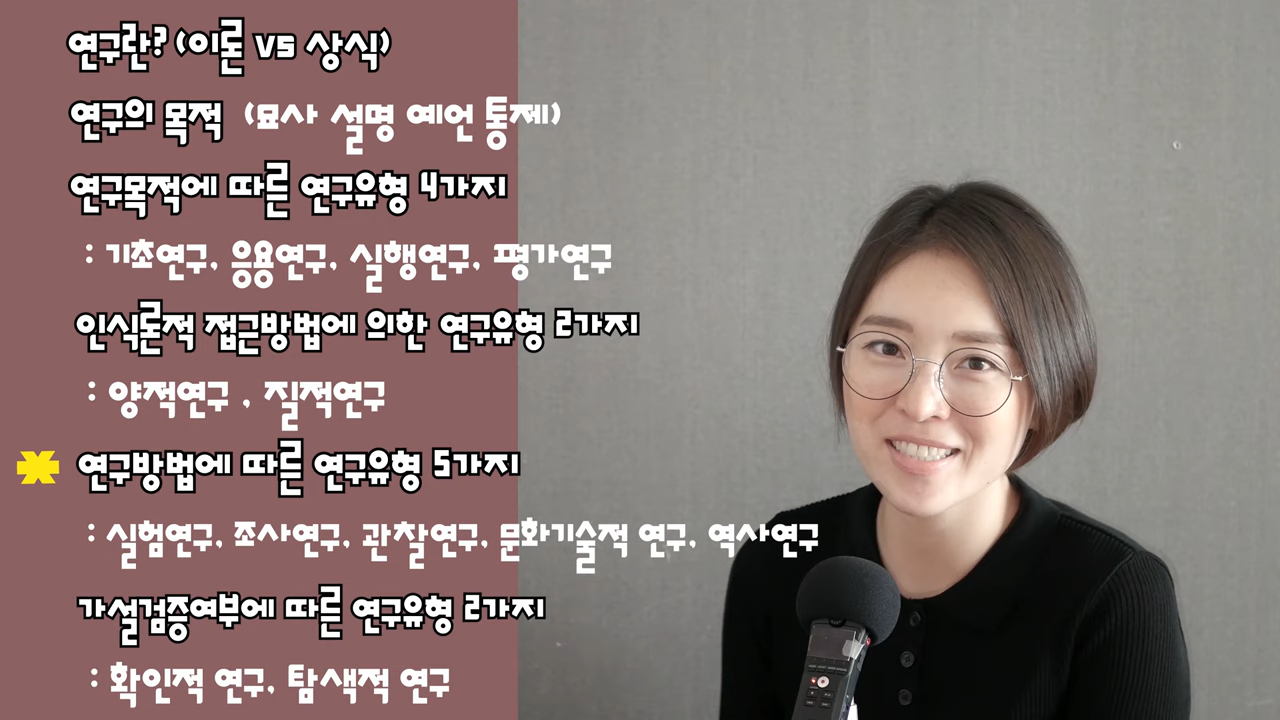 연구란? (이론 vs 상식)
연구의 목적 (묘사 설명 예언 통제)
연구목적에 따른 연구유형 4가지
: 기초연구, 응용연구, 실행연구, 평가연구
인식론적 접근방법에 의한 연구유형 2가지
: 양적연구 , 질적연구
연구방법에 따른 연구유형 5가지
: 실험연구, 조사연구, 관찰연구, 문화기술적 연구, 역사연구
가설검증여부에 따른 연구유형 2가지
: 확인적 연구, 탐색적 연구